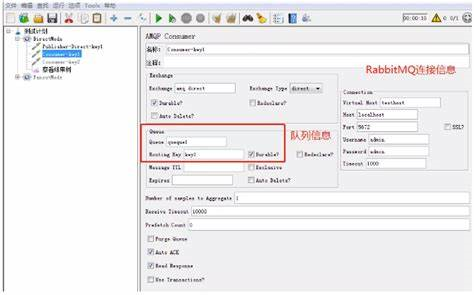 文件 编辑 查找 运行 选项 Tools 帮助
00:00:10
测试计划
DirectMode
Publisher-Direct-key1
Consumer-key1
Consumer-key2
察看结果树
FanoutMode
AMQP Consumer
名称: Consumer-key1
注释:
RabbitMQ连接信息
Exchange
Exchange amq.direct Exchange Type direct
Durable? Redeclare?
Auto Delete?
Connection
Virtual Host testhost
Host localhost
Port 5672 SSL?
Username admin
Password admin
Timeout 1000
队列信息
Queue
Queue queue1
Routing Key key1 Durable? Redeclare?
Message TTL Exclusive
Expires Auto Delete?
Number of samples to Aggregate 1
Receive Timeout 10000
Prefetch Count 0
Purge Queue
Auto ACK
Read Response
Use Transactions?